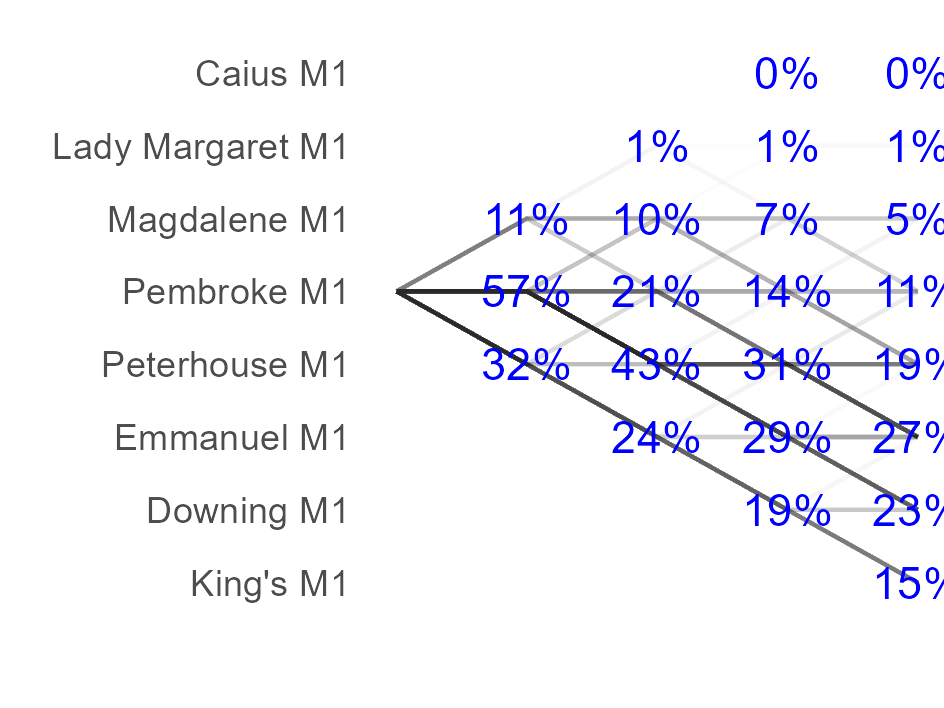 Caius M1 0% 0%
Lady Margaret M1 1% 1% 1%
Magdalene M1 11% 10% 7% 5%
Pembroke M1 57% 21% 14% 11%
Peterhouse M1 32% 43% 31% 19%
Emmanuel M1 24% 29% 27%
Downing M1 19% 23%
King's M1 15%